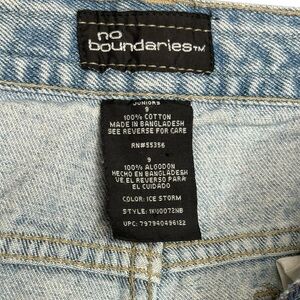 no
boundaries™
JUNIORS
9
100% COTTON
MADE IN BANGLADESH
SEE REVERSE FOR CARE
RN#55356
9
100% ALGODON
HECHO EN BANGLADESH
VE EL REVERSO PARA
EL CUIDADO
COLOR: ICE STORM
STYLE: 1KU0072NB
UPC: 797940496122